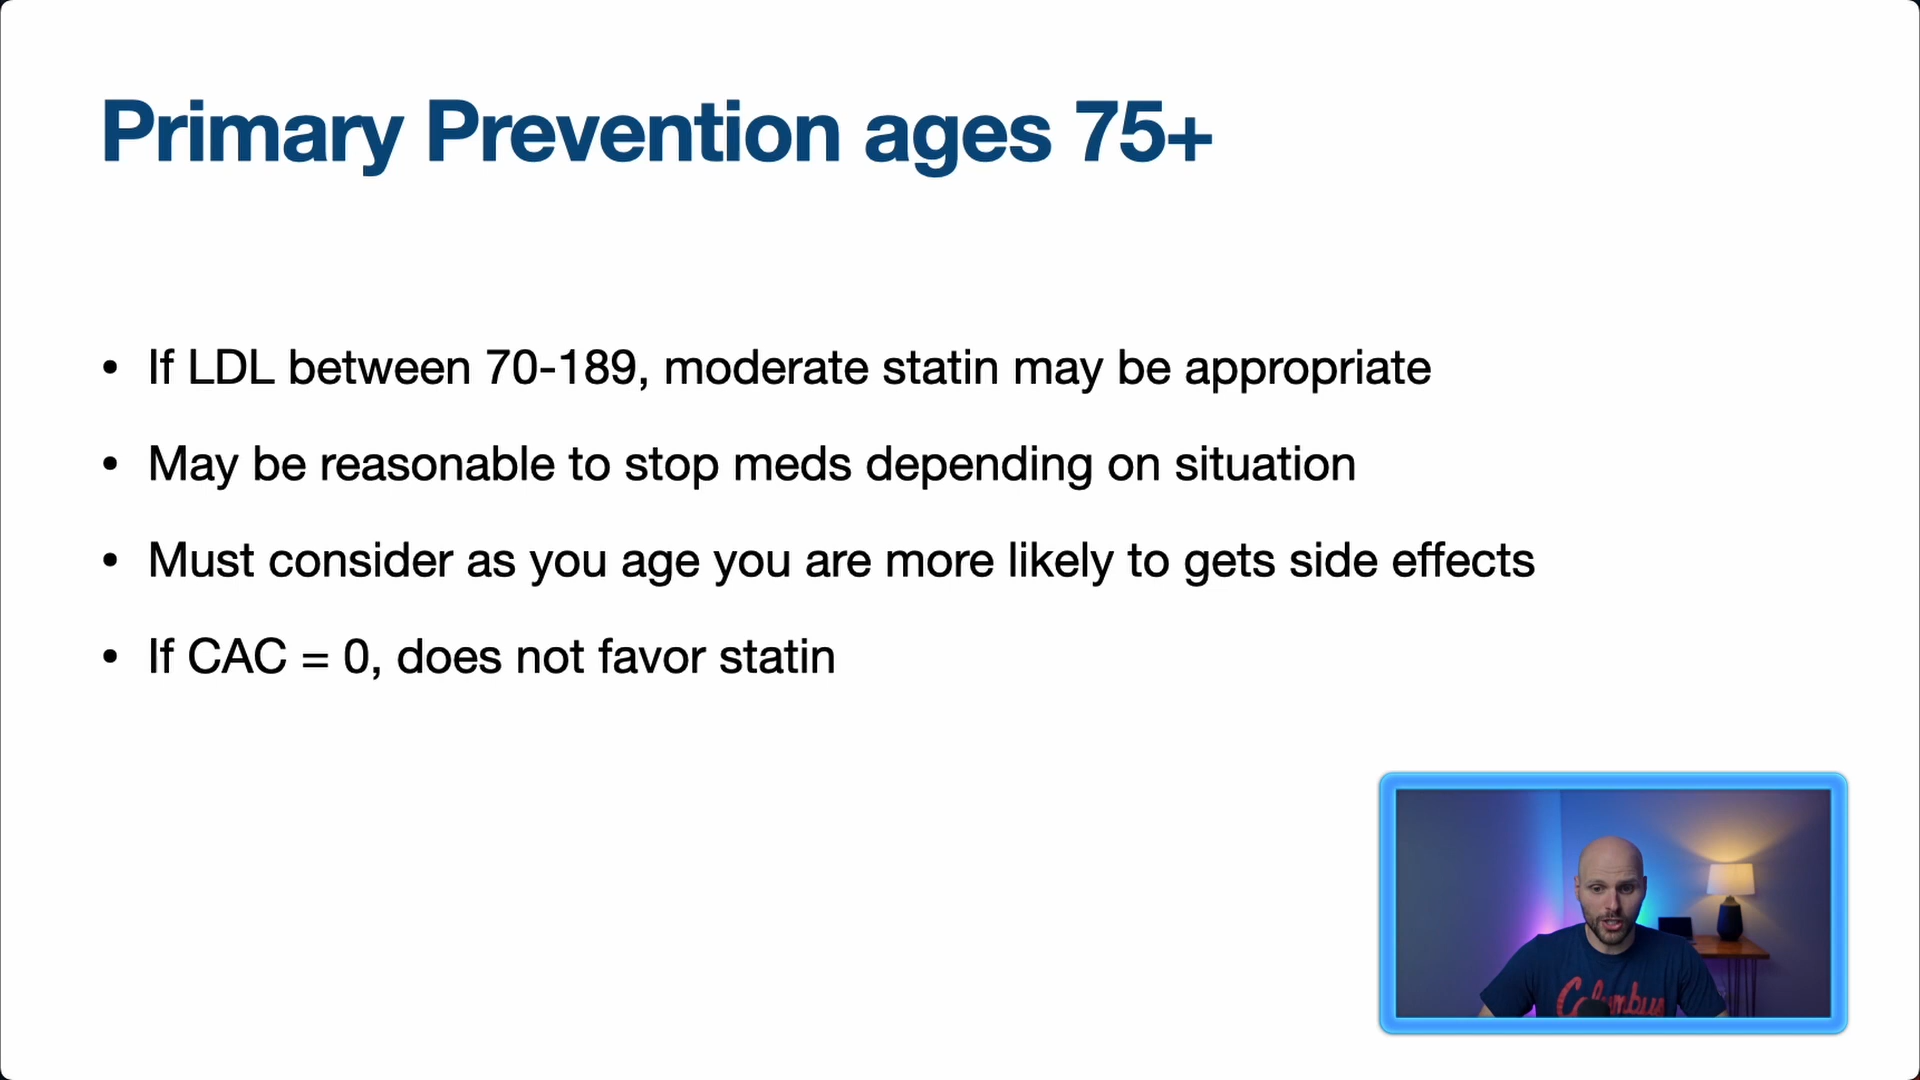 Primary Prevention ages 75+
• If LDL between 70-189, moderate statin may be appropriate
• May be reasonable to stop meds depending on situation
• Must consider as you age you are more likely to gets side effects
• If CAC = 0, does not favor statin
Columbus